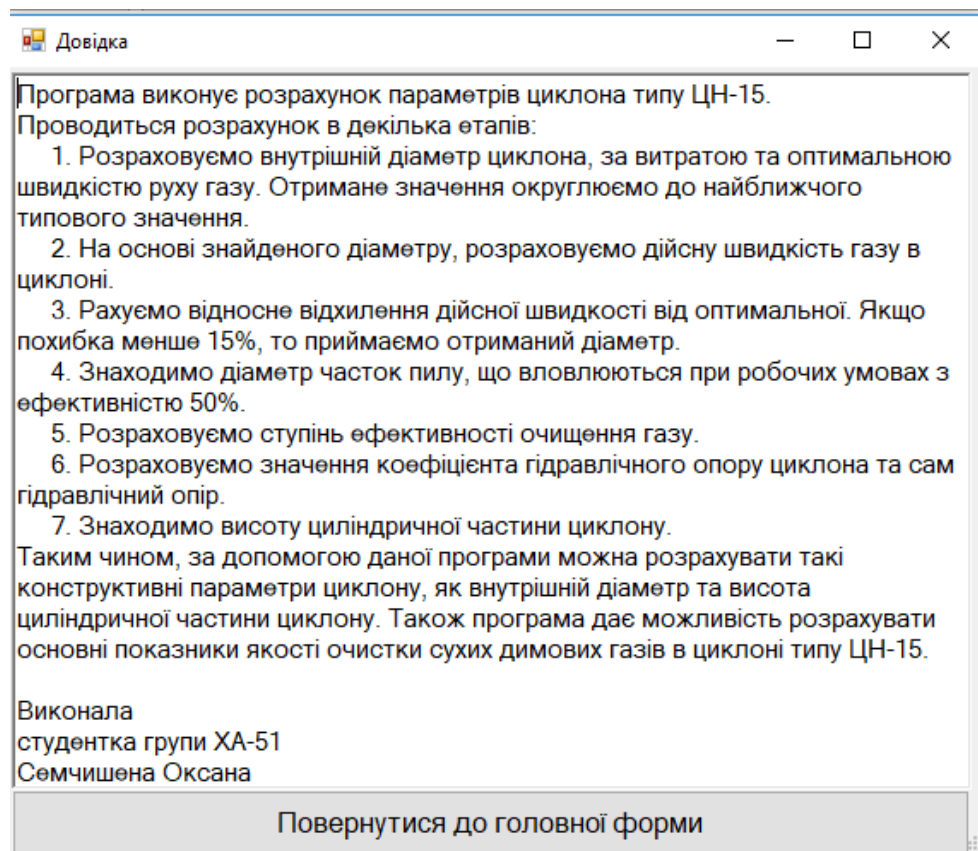 Довідка
Програма виконує розрахунок параметрів циклона типу ЦН-15.
Проводиться розрахунок в декілька етапів:
1. Розраховуємо внутрішній діаметр циклона, за витратою та оптимальною
швидкістю руху газу. Отримане значення округлюємо до найближчого
типового значення.
2. На основі знайденого діаметру, розраховуємо дійсну швидкість газу в
циклоні.
3. Рахуємо відносне відхилення дійсної швидкості від оптимальної. Якщо
похибка менше 15%, то приймаємо отриманий діаметр.
4. Знаходимо діаметр часток пилу, що вловлюються при робочих умовах з
ефективністю 50%.
5. Розраховуємо ступінь ефективності очищення газу.
6. Розраховуємо значення коефіцієнта гідравлічного опору циклона та сам
гідравлічний опір.
7. Знаходимо висоту циліндричної частини циклону.
Таким чином, за допомогою даної програми можна розрахувати такі
конструктивні параметри циклону, як внутрішній діаметр та висота
циліндричної частини циклону. Також програма дає можливість розрахувати
основні показники якості очистки сухих димових газів в циклоні типу ЦН-15.
Виконала
студентка групи ХА-51
Семчишена Оксана
Повернутися до головної форми